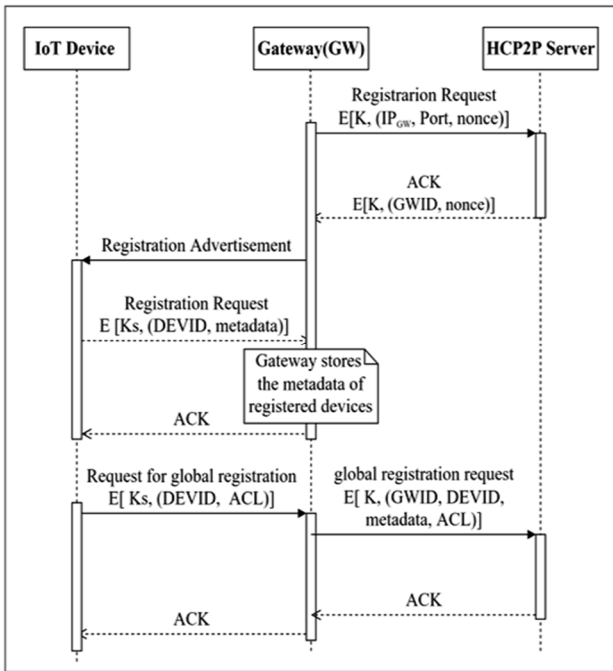 IoT Device
Gateway(GW)
HCP2P Server
Registrarion Request
E[K, (IP_GW, Port, nonce)]
ACK
E[K, (GWID, nonce)]
Registration Advertisement
Registration Request
E [Ks, (DEVID, metadata)]
Gateway stores
the metadata of
registered devices
ACK
Request for global registration
E[ Ks, (DEVID, ACL)]
global registration request
E[ K, (GWID, DEVID,
metadata, ACL)]
ACK
ACK